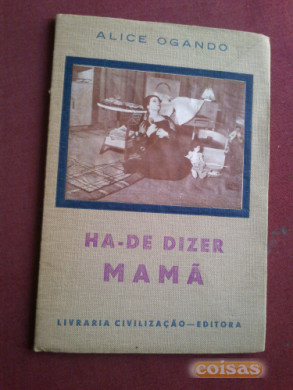 ALICE OGANDO
HA-DE DIZER
MAMÃ
LIVRARIA CIVILIZAÇÃO—EDITORA
coisas